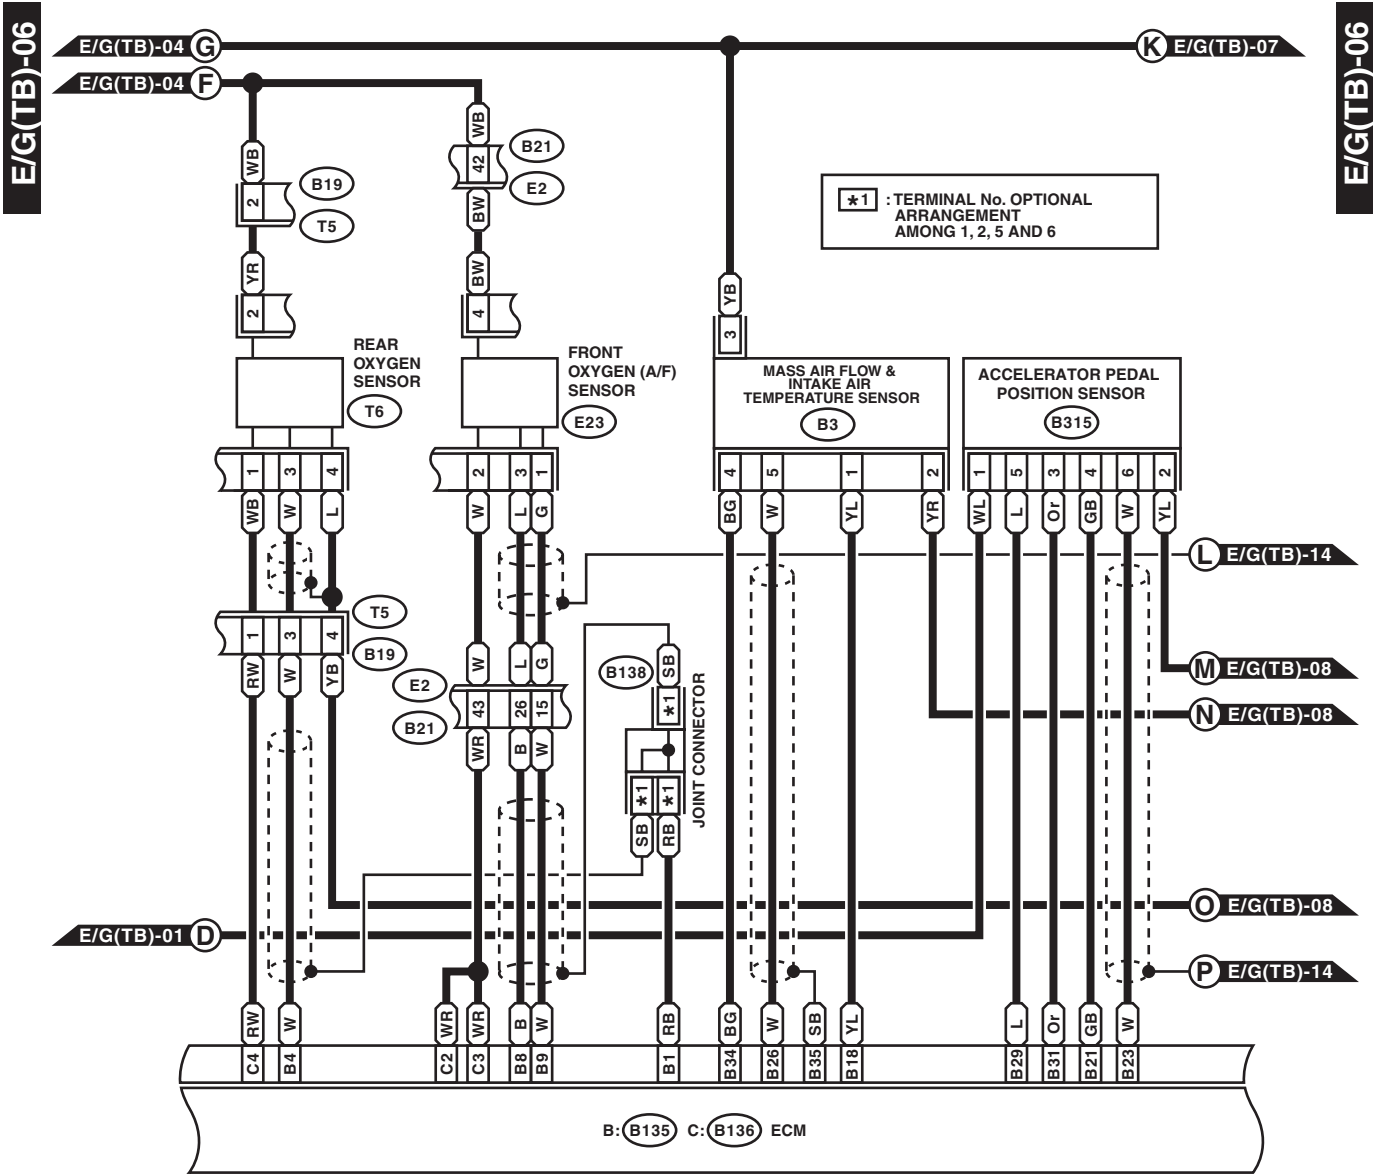 E/G(TB)-06
E/G(TB)-04 G
K E/G(TB)-07
E/G(TB)-06
E/G(TB)-04 F
WB
WB
42
B21
E2
2
B19
T5
BW
*1 : TERMINAL No. OPTIONAL
ARRANGEMENT
AMONG 1, 2, 5 AND 6
YR
BW
YB
2
4
3
REAR
OXYGEN
SENSOR
T6
FRONT
OXYGEN (A/F)
SENSOR
E23
MASS AIR FLOW &
INTAKE AIR
TEMPERATURE SENSOR
B3
ACCELERATOR PEDAL
POSITION SENSOR
B315
1 3 4 2 3 1 4 5 1 2 1 5 3 4 6 2
WB W L W L G BG W YL YR WL L Or GB W YL
L E/G(TB)-14
T5
1 3 4
B19
RW W YB
W L G
E2
43 26 15
B21
WR B W
B138
SB
*1
JOINT CONNECTOR
*1 *1
SB RB
M E/G(TB)-08
N E/G(TB)-08
O E/G(TB)-08
E/G(TB)-01 D
P E/G(TB)-14
RW W WR WR B W RB BG W SB YL L Or GB W
C4 B4 C2 C3 B8 B9 B1 B34 B26 B35 B18 B29 B31 B21 B23
B: B135 C: B136 ECM